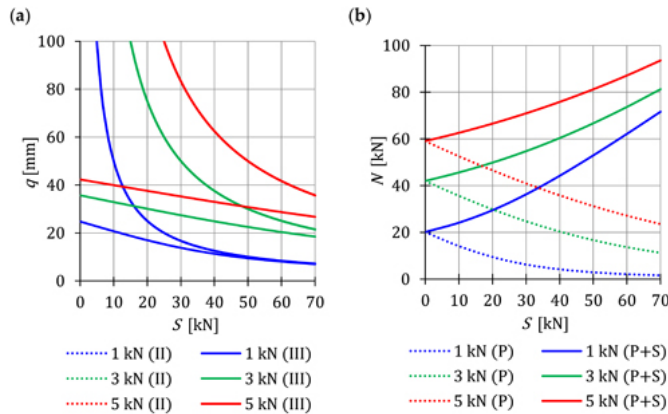 (a)
100
80
60
40
20
0
q [mm]
0 10 20 30 40 50 60 70
S [kN]
1 kN (II) 1 kN (III)
3 kN (II) 3 kN (III)
5 kN (II) 5 kN (III)
(b)
100
80
60
40
20
0
N [kN]
0 10 20 30 40 50 60 70
S [kN]
1 kN (P) 1 kN (P+S)
3 kN (P) 3 kN (P+S)
5 kN (P) 5 kN (P+S)